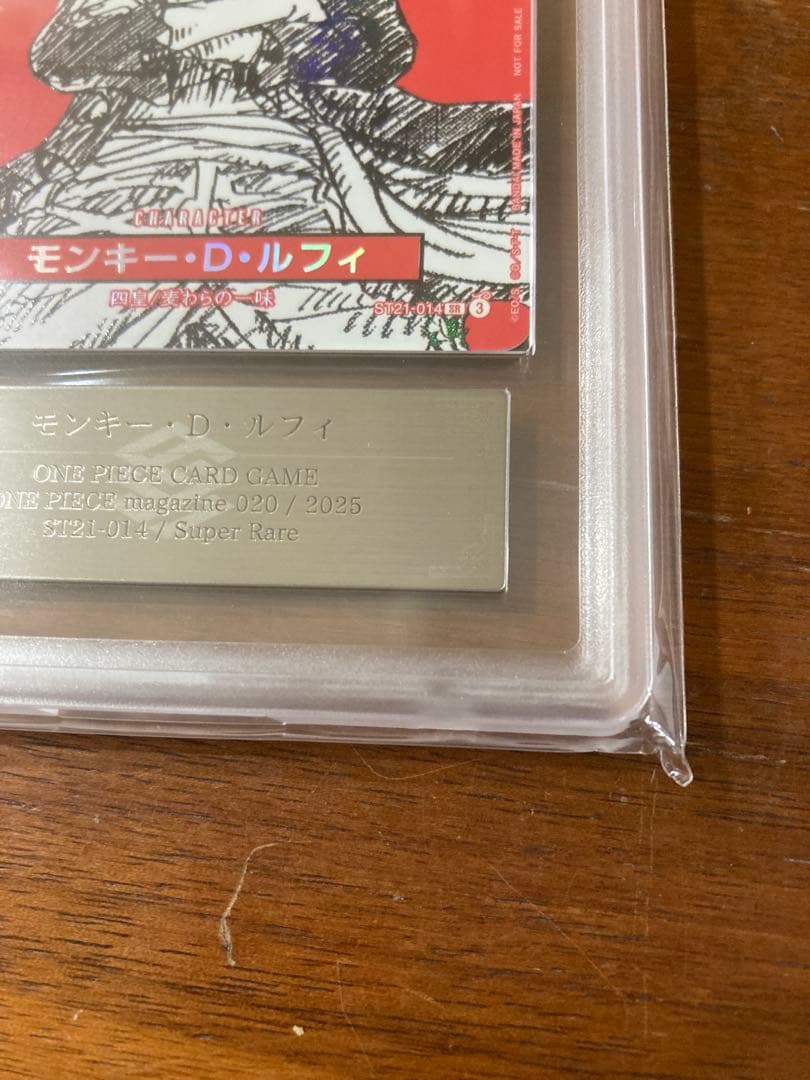 CHARACTER
モンキー・D・ルフィ
四皇/麦わらの一味
ST21-014 SR 3
BANDAI MADE IN JAPAN NOT FOR SALE
モンキー・D・ルフィ
ONE PIECE CARD GAME
ONE PIECE magazine 020 / 2025
ST21-014 / Super Rare